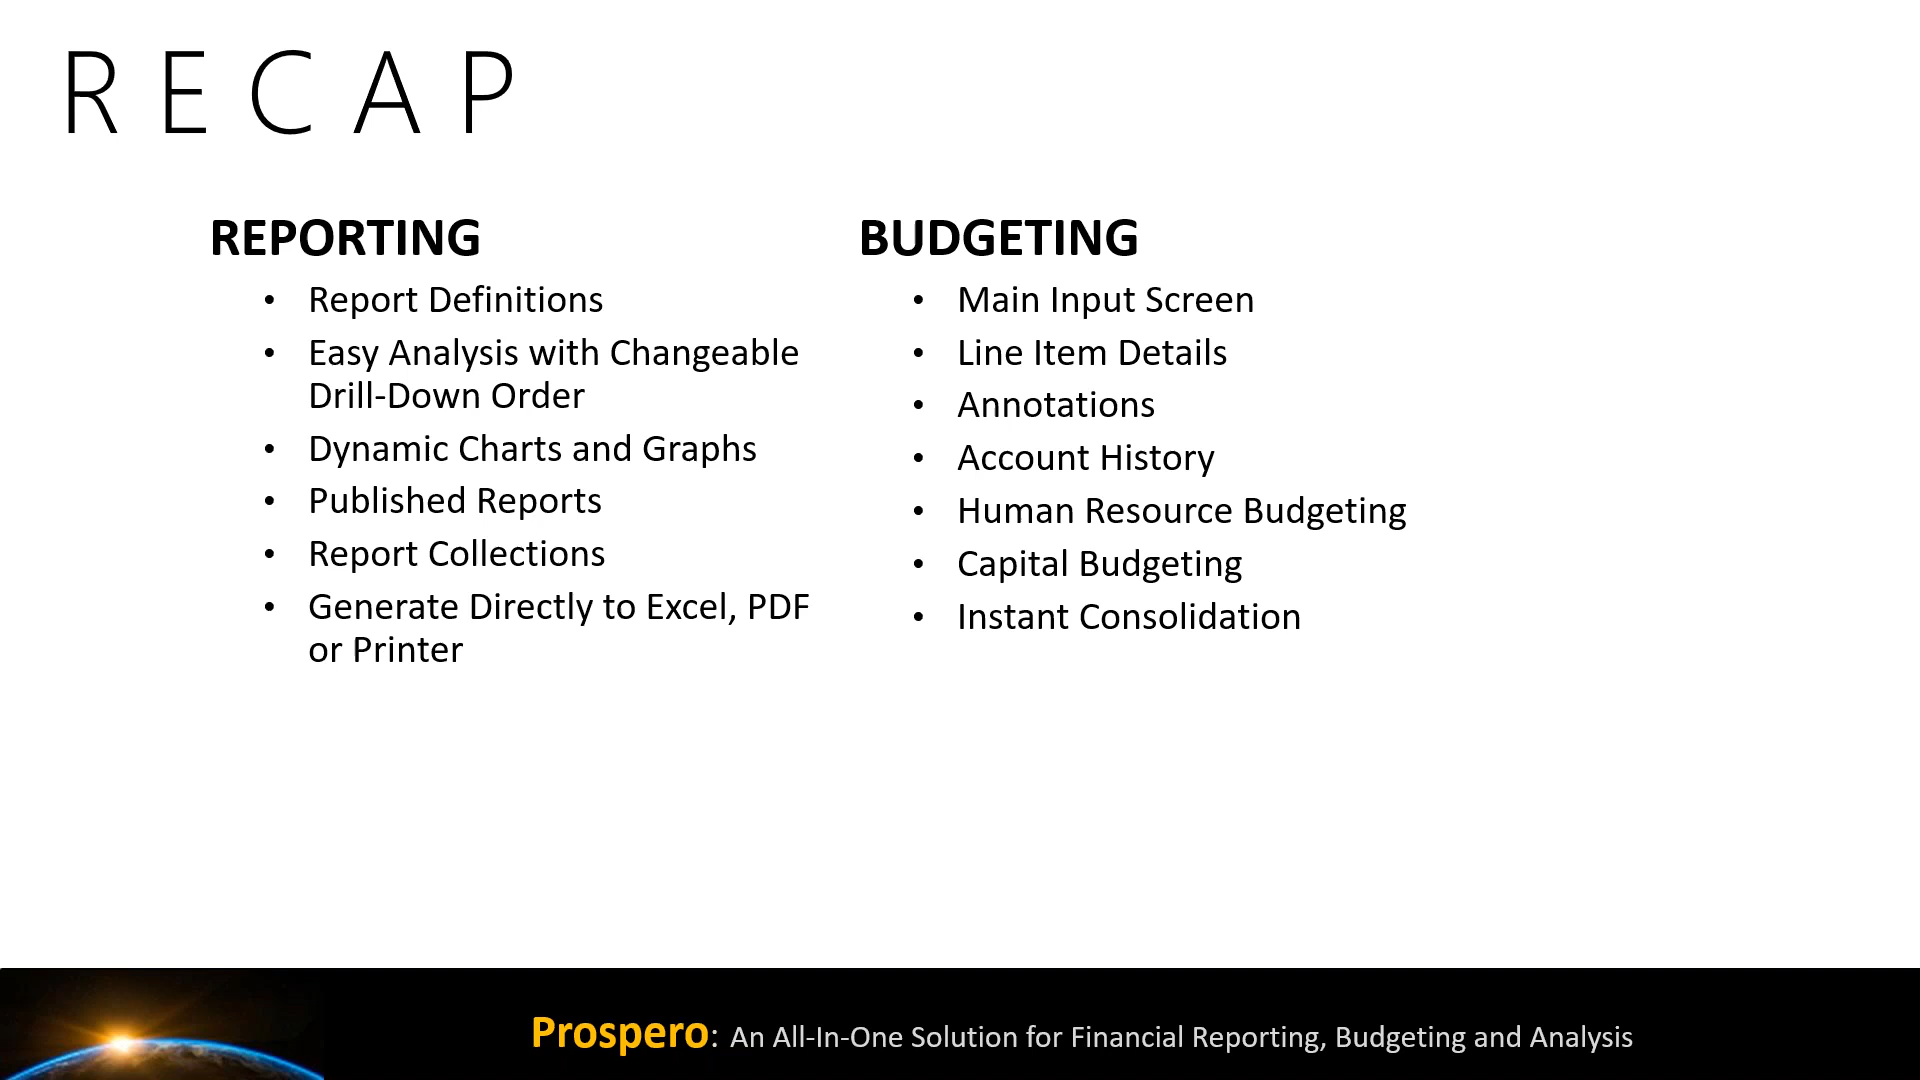 R E C A P
REPORTING
• Report Definitions
• Easy Analysis with Changeable
Drill-Down Order
• Dynamic Charts and Graphs
• Published Reports
• Report Collections
• Generate Directly to Excel, PDF
or Printer
BUDGETING
• Main Input Screen
• Line Item Details
• Annotations
• Account History
• Human Resource Budgeting
• Capital Budgeting
• Instant Consolidation
Prospero: An All-In-One Solution for Financial Reporting, Budgeting and Analysis